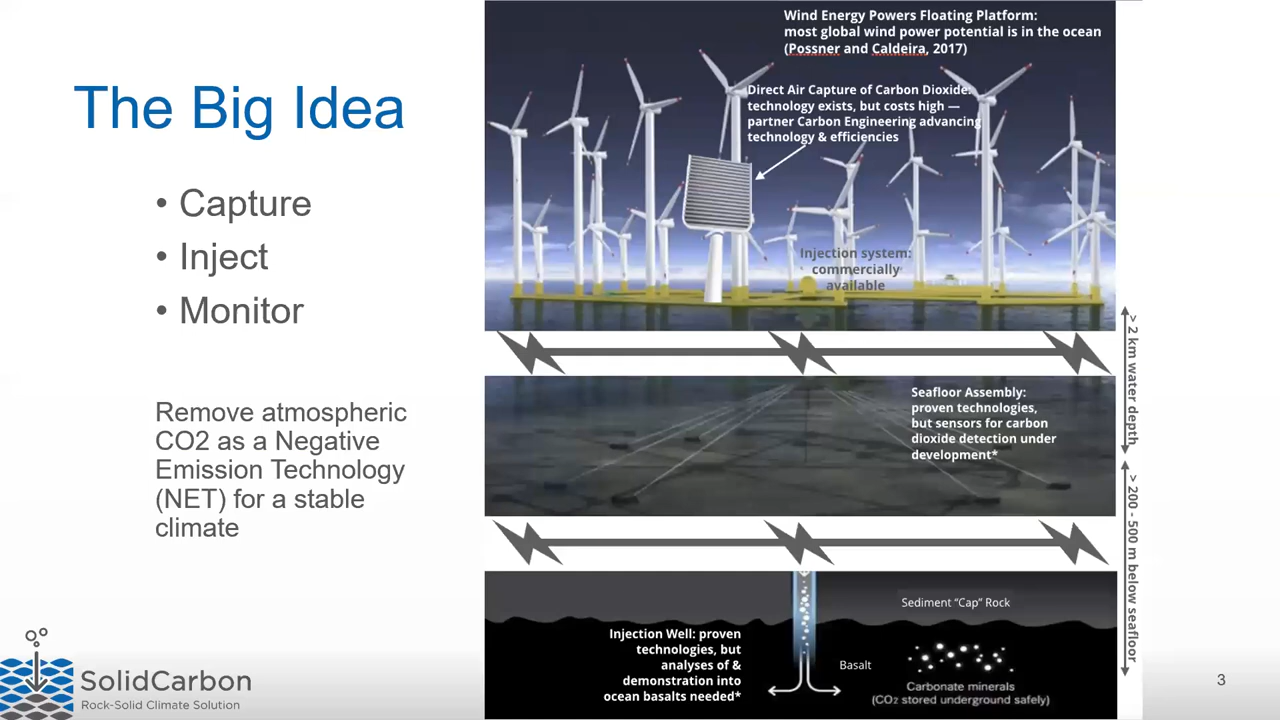 The Big Idea
• Capture
• Inject
• Monitor
Remove atmospheric
CO2 as a Negative
Emission Technology
(NET) for a stable
climate
SolidCarbon
Rock-Solid Climate Solution
Wind Energy Powers Floating Platform:
most global wind power potential is in the ocean
(Possner and Caldeira, 2017)
Direct Air Capture of Carbon Dioxide:
technology exists, but costs high —
partner Carbon Engineering advancing
technology & efficiencies
Injection system:
commercially
available
> 2 km water depth
Seafloor Assembly:
proven technologies,
but sensors for carbon
dioxide detection under
development*
> 200 - 500 m below seafloor
Sediment “Cap” Rock
Injection Well: proven
technologies, but
analyses of &
demonstration into
ocean basalts needed*
Basalt
Carbonate minerals
(CO₂ stored underground safely)
3